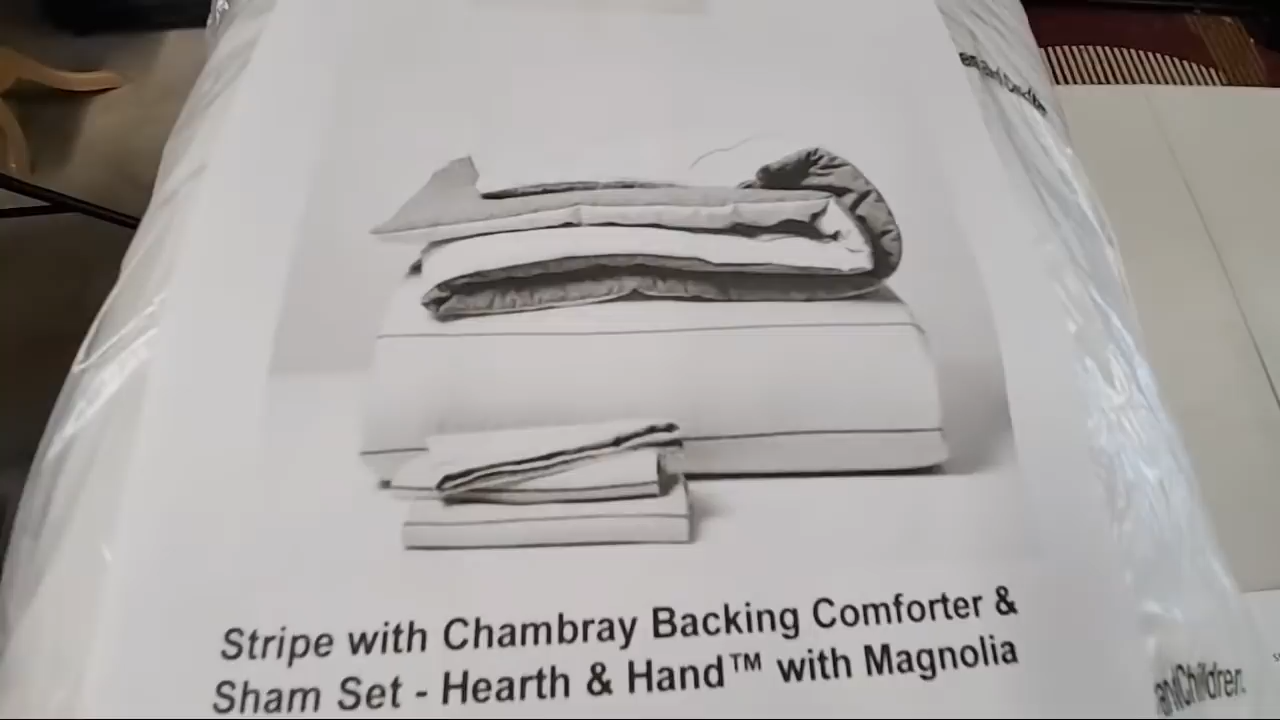 Stripe with Chambray Backing Comforter &
Sham Set - Hearth & Hand™ with Magnolia